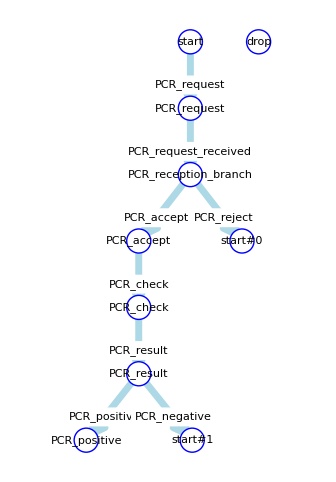 start
drop
PCR_request
PCR_request
PCR_request_received
PCR_reception_branch
PCR_accept
PCR_reject
PCR_accept
start#0
PCR_check
PCR_check
PCR_result
PCR_result
PCR_positiv
PCR_negative
PCR_positive
start#1